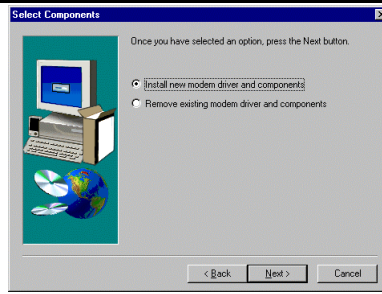 Select Components
Once you have selected an option, press the Next button.
Install new modem driver and components
Remove existing modem driver and components
< Back
Next >
Cancel